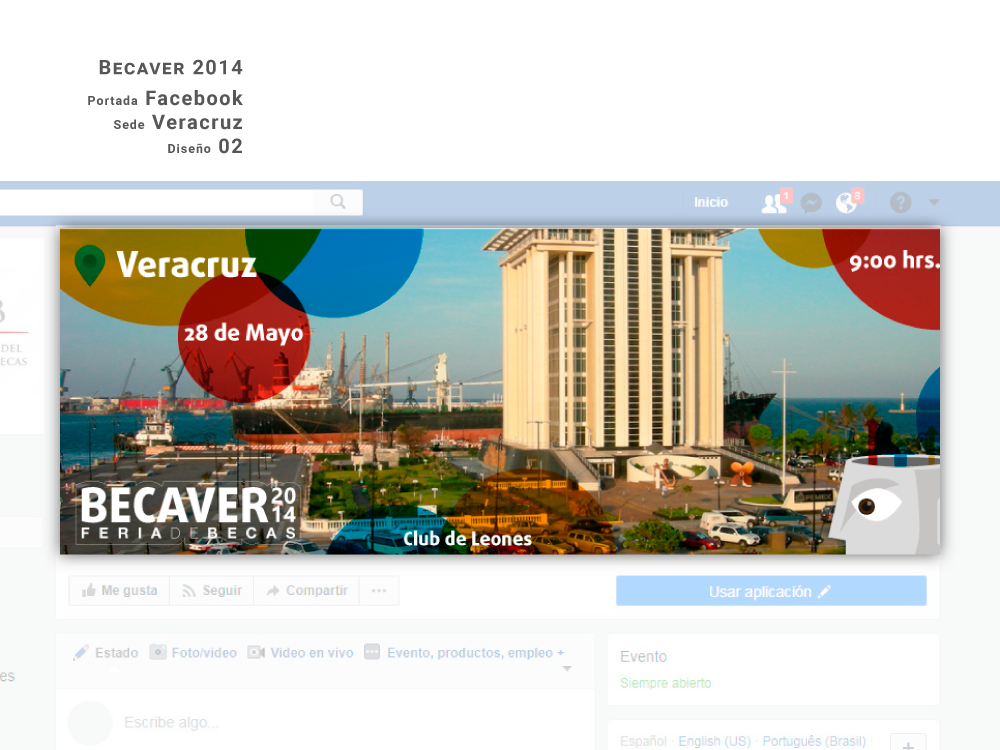 BECAVER 2014
Portada Facebook
Sede Veracruz
Diseño 02
Inicio
1
8
?
Veracruz
9:00 hrs.
28 de Mayo
DEL
ECAS
BECAVER 2014
FERIA DE BECAS
PEMEX
Club de Leones
Me gusta
Seguir
Compartir
...
Usar aplicación
Estado
Foto/video
Video en vivo
Evento, productos, empleo +
Evento
es
Siempre abierto
Escribe algo...
Español · English (US) · Português (Brasil) ·
+